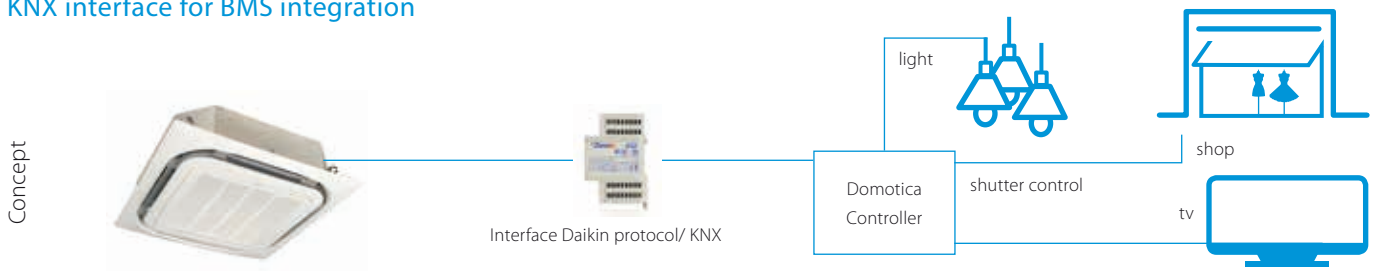 KNX interface for BMS integration
Concept
light
shop
Domotica
Controller
shutter control
tv
Interface Daikin protocol/ KNX